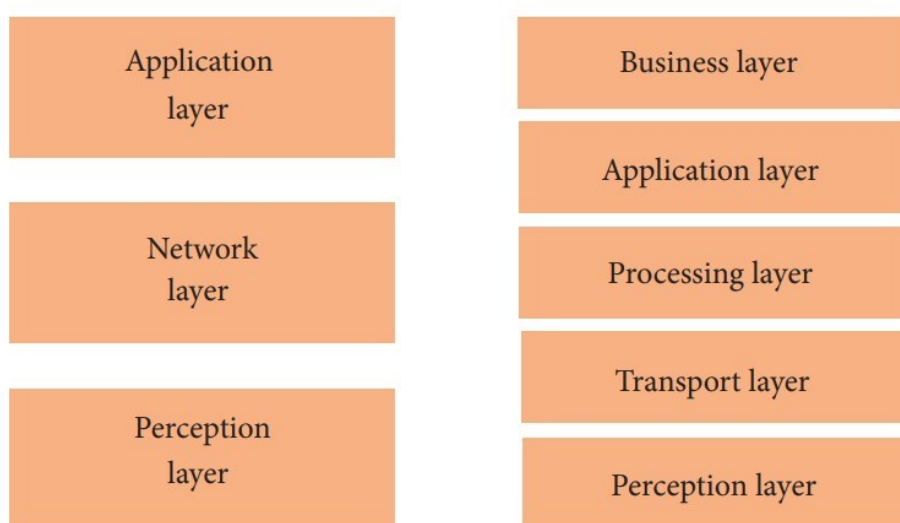 Application
layer
Network
layer
Perception
layer
Business layer
Application layer
Processing layer
Transport layer
Perception layer